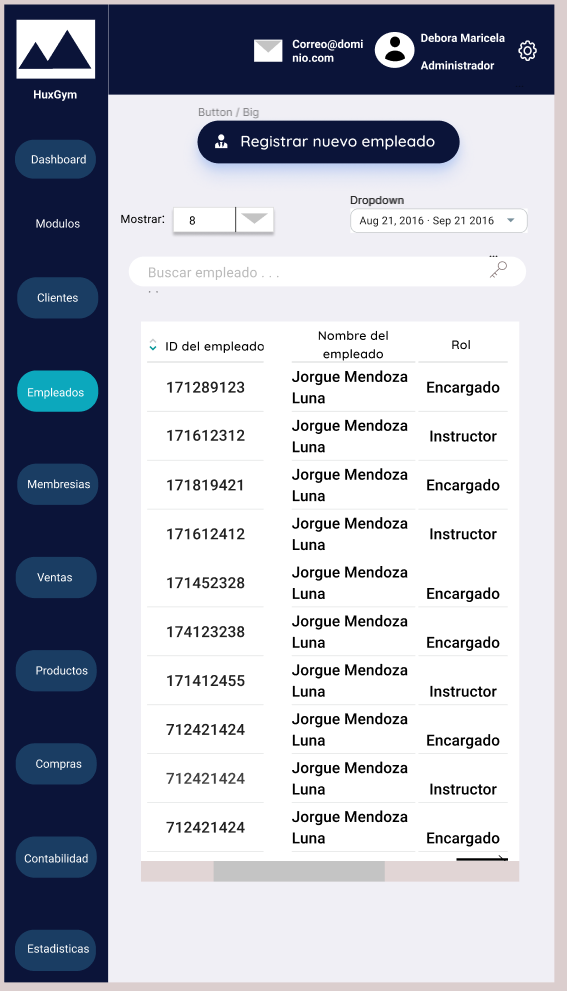 HuxGym
Correo@domi
nio.com
Debora Maricela
Administrador
Dashboard
Modulos
Clientes
Empleados
Membresias
Ventas
Productos
Compras
Contabilidad
Estadisticas
Button / Big
Registrar nuevo empleado
Mostrar:
8
Dropdown
Aug 21, 2016 · Sep 21 2016
Buscar empleado . . .
. .
ID del empleado
Nombre del
empleado
Rol
171289123
Jorgue Mendoza
Luna
Encargado
171612312
Jorgue Mendoza
Luna
Instructor
171819421
Jorgue Mendoza
Luna
Encargado
171612412
Jorgue Mendoza
Luna
Instructor
171452328
Jorgue Mendoza
Luna
Encargado
174123238
Jorgue Mendoza
Luna
Encargado
171412455
Jorgue Mendoza
Luna
Instructor
712421424
Jorgue Mendoza
Luna
Encargado
712421424
Jorgue Mendoza
Luna
Instructor
712421424
Jorgue Mendoza
Luna
Encargado